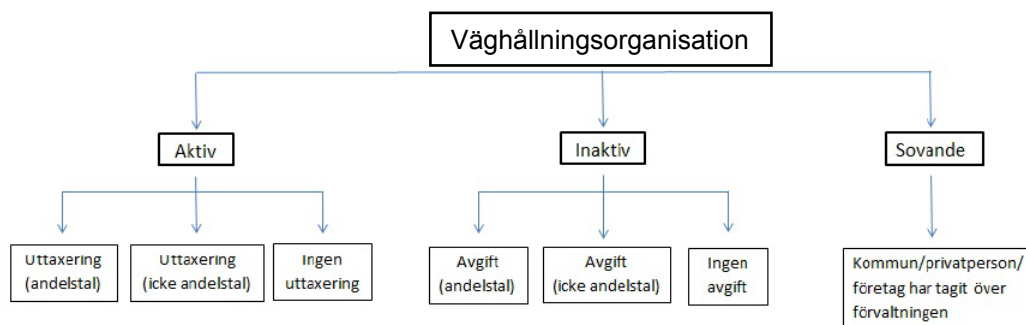 Väghållningsorganisation
Aktiv
Inaktiv
Sovande
Uttaxering
(andelstal)
Uttaxering
(icke andelstal)
Ingen
uttaxering
Avgift
(andelstal)
Avgift
(icke andelstal)
Ingen
avgift
Kommun/privatperson/
företag har tagit över
förvaltningen